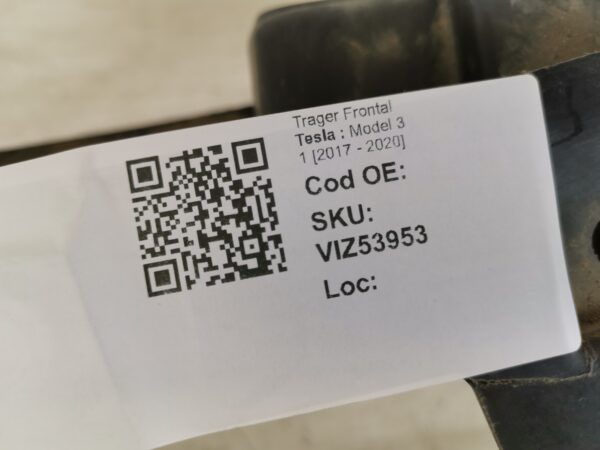 Trager Frontal
Tesla : Model 3
1 [2017 - 2020]
Cod OE:
SKU:
VIZ53953
Loc: